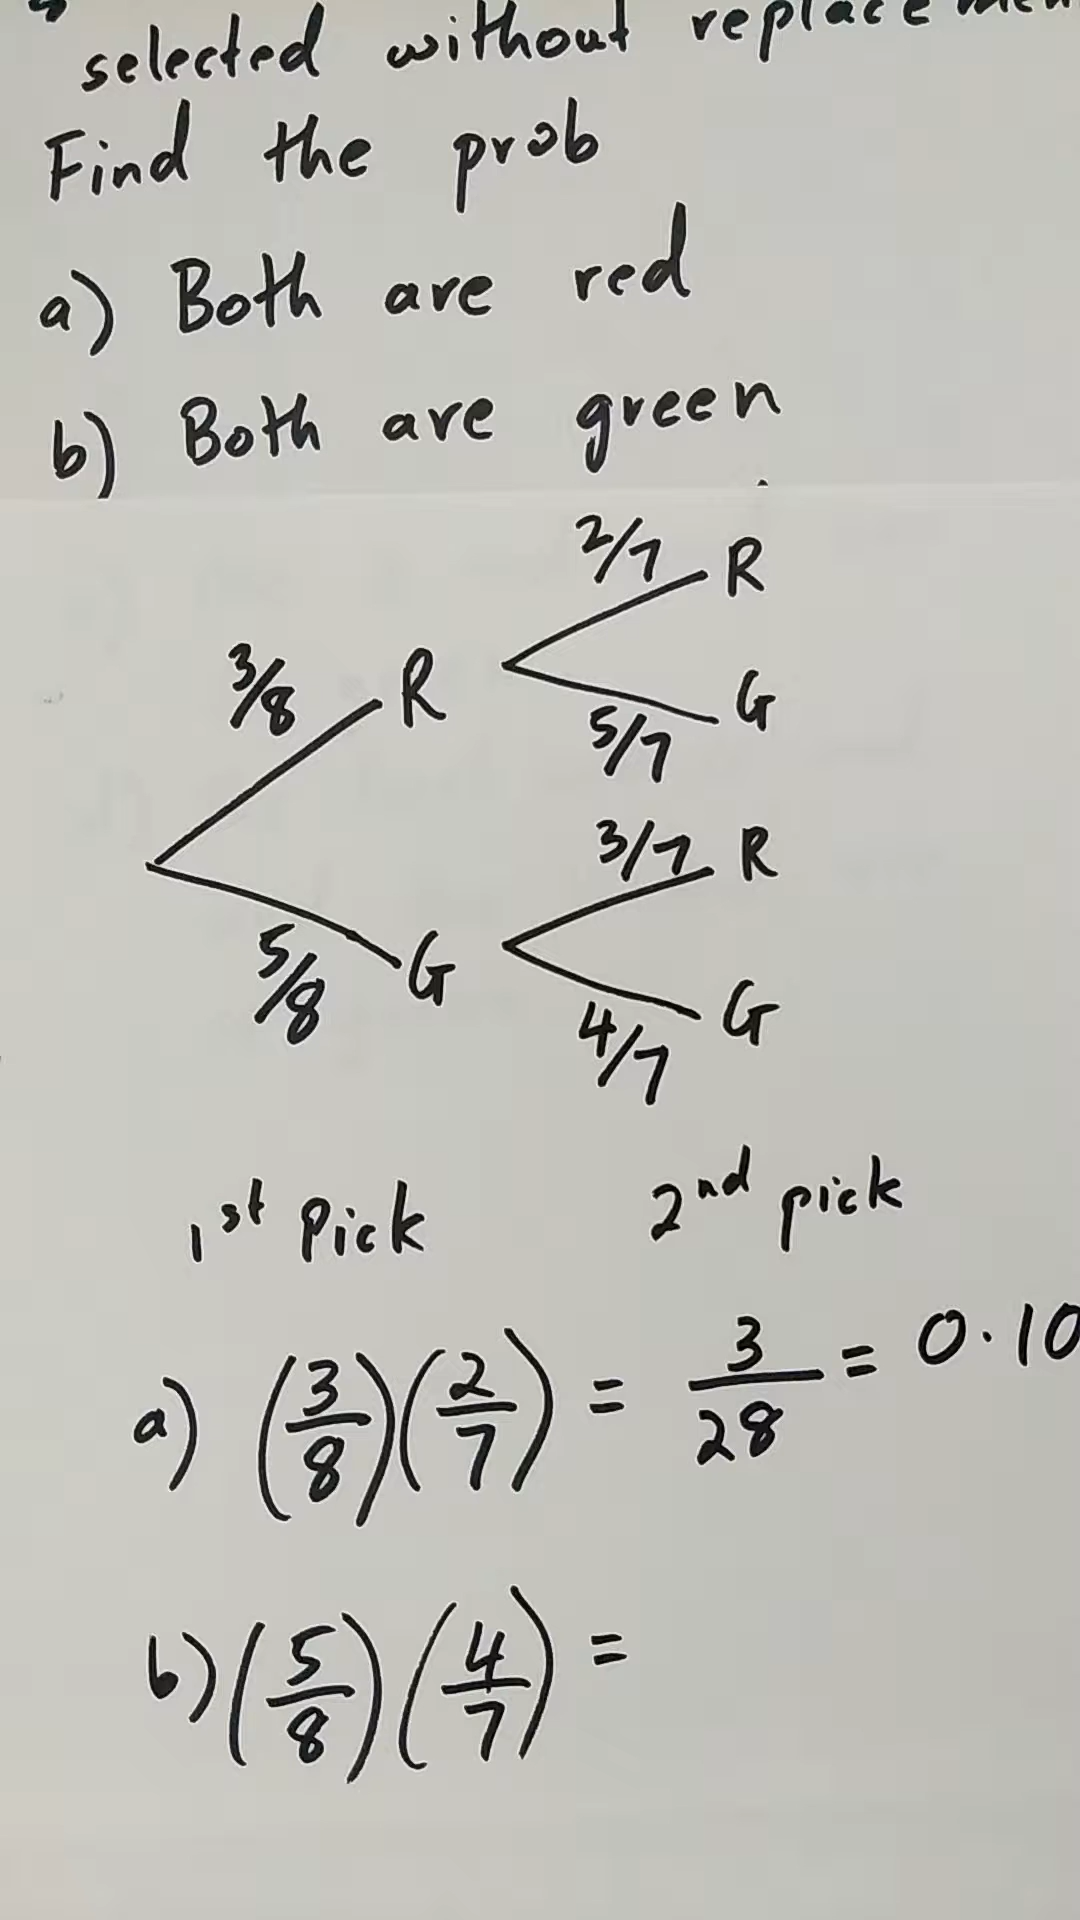 selected without replacemen
Find the prob
a) Both are red
b) Both are green
2/7 R
3/8 R
5/7 G
3/7 R
5/8 G
4/7 G
1st Pick 2nd pick
a) (3/8)(2/7) = 3/28 = 0.10
b) (5/8)(4/7) =